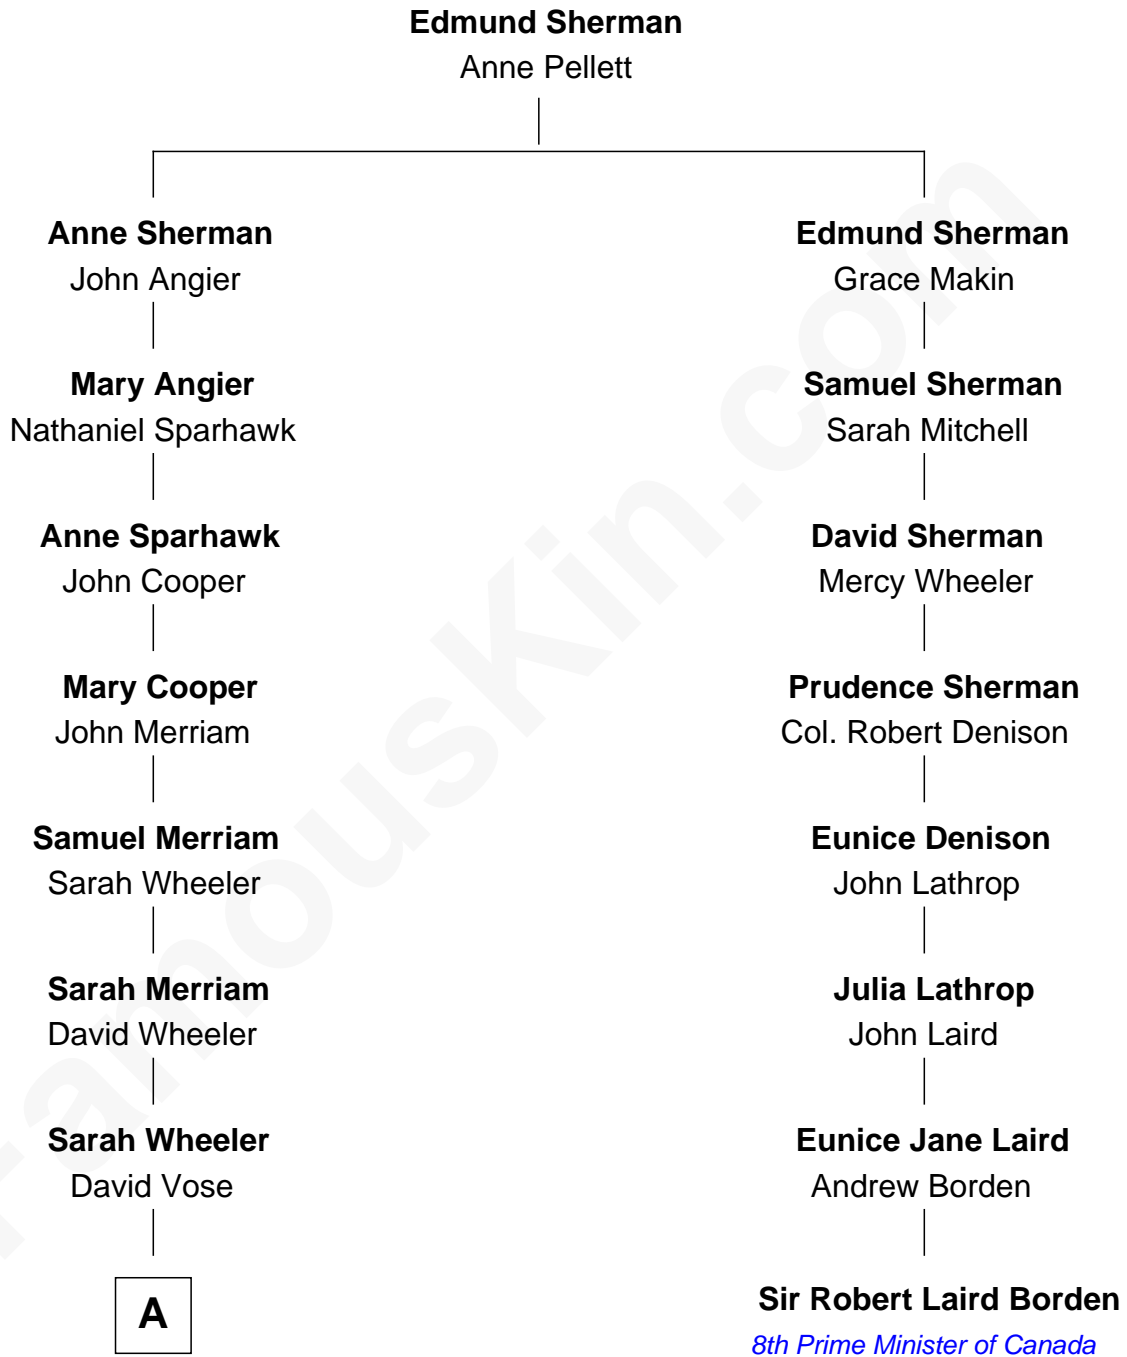 Edmund Sherman
Anne Pellett
Anne Sherman
John Angier
Mary Angier
Nathaniel Sparhawk
Anne Sparhawk
John Cooper
Mary Cooper
John Merriam
Samuel Merriam
Sarah Wheeler
Sarah Merriam
David Wheeler
Sarah Wheeler
David Vose
A
Edmund Sherman
Grace Makin
Samuel Sherman
Sarah Mitchell
David Sherman
Mercy Wheeler
Prudence Sherman
Col. Robert Denison
Eunice Denison
John Lathrop
Julia Lathrop
John Laird
Eunice Jane Laird
Andrew Borden
Sir Robert Laird Borden
8th Prime Minister of Canada
FamousKin.com